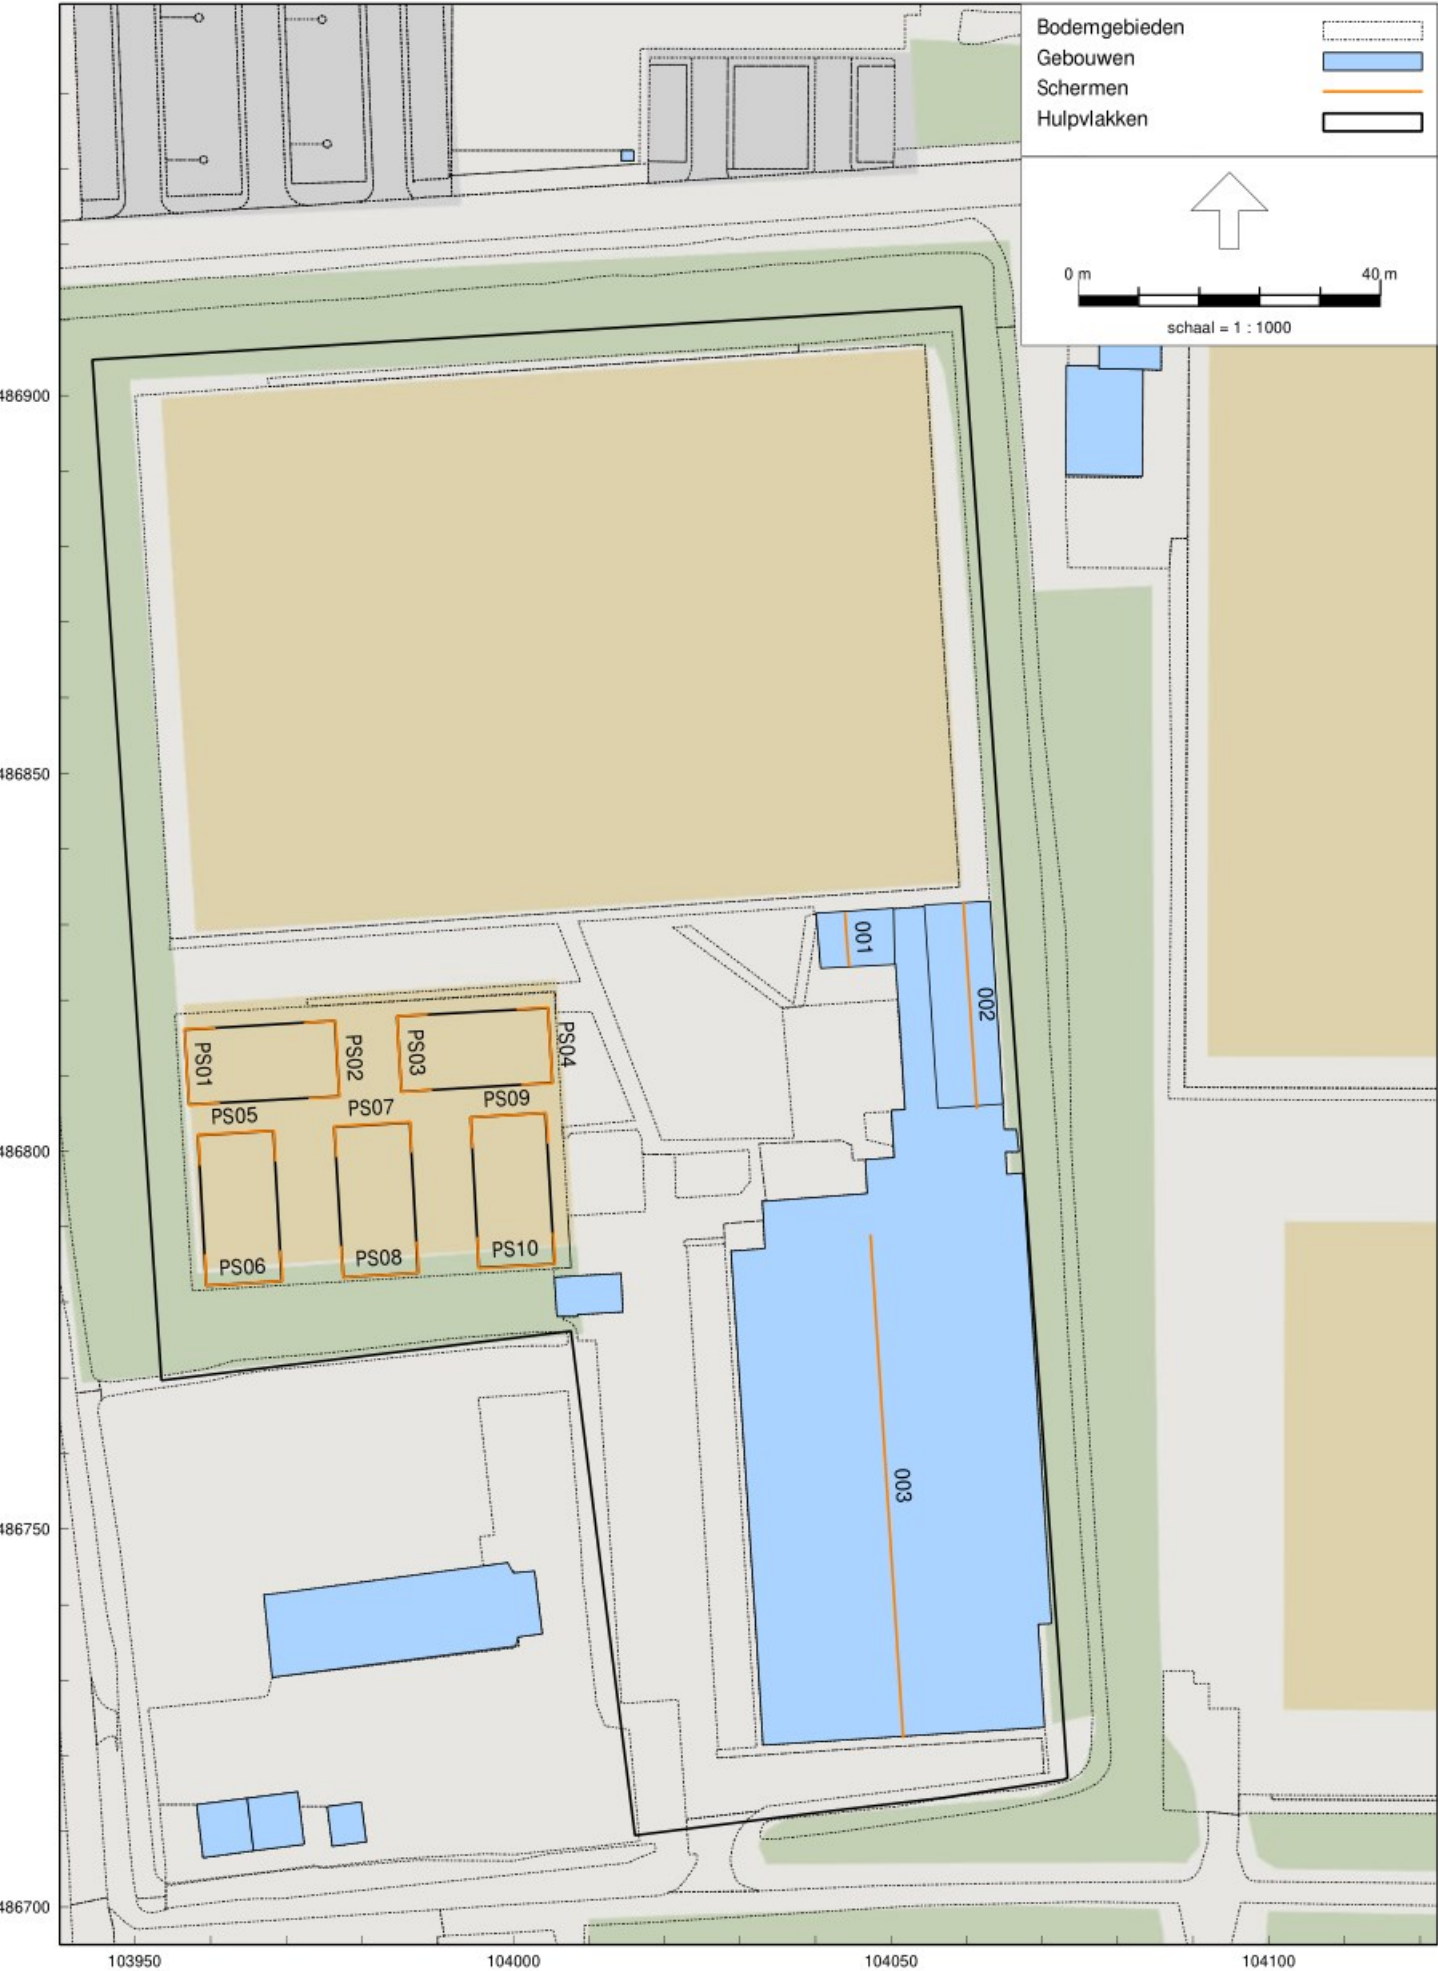 Bodemgebieden
Gebouwen
Schermen
Hulpvlakken
0 m 40 m
schaal = 1 : 1000
486900
486850
001
002
PS01
PS02
PS03
PS04
PS05
PS07
PS09
486800
PS06
PS08
PS10
003
486750
486700
103950 104000 104050 104100